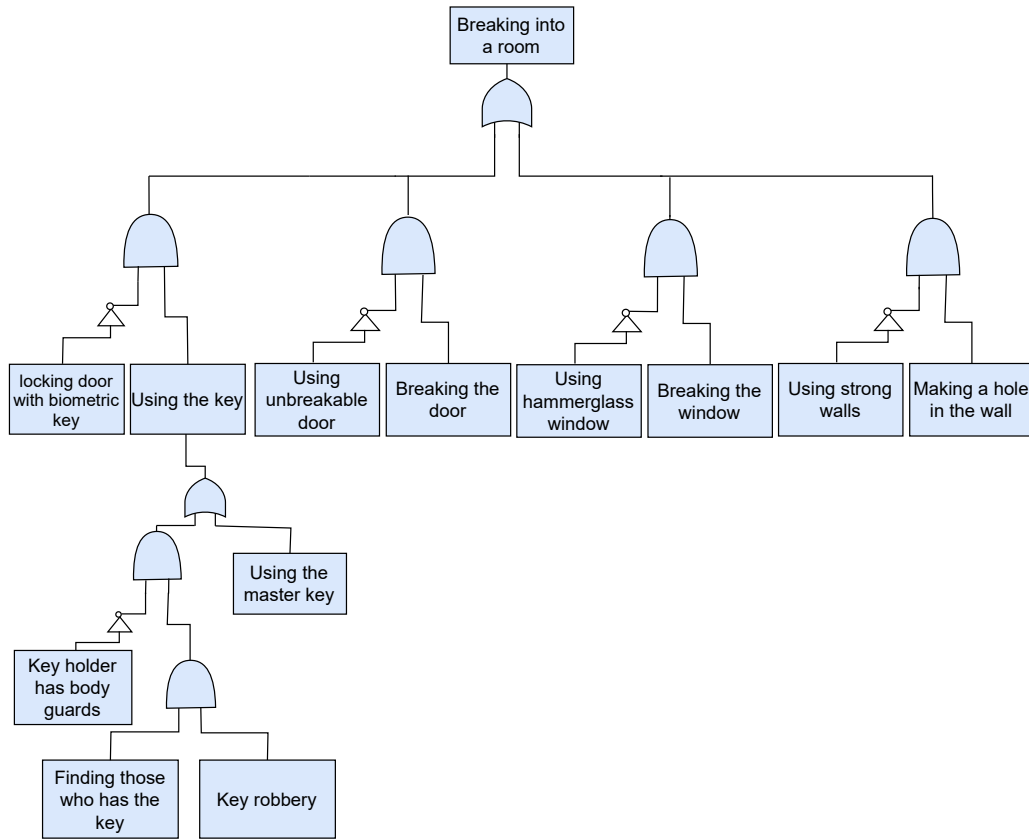 Breaking into
a room
locking door
with biometric
key
Using the key
Using
unbreakable
door
Breaking the
door
Using
hammerglass
window
Breaking the
window
Using strong
walls
Making a hole
in the wall
Using the
master key
Key holder
has body
guards
Finding those
who has the
key
Key robbery